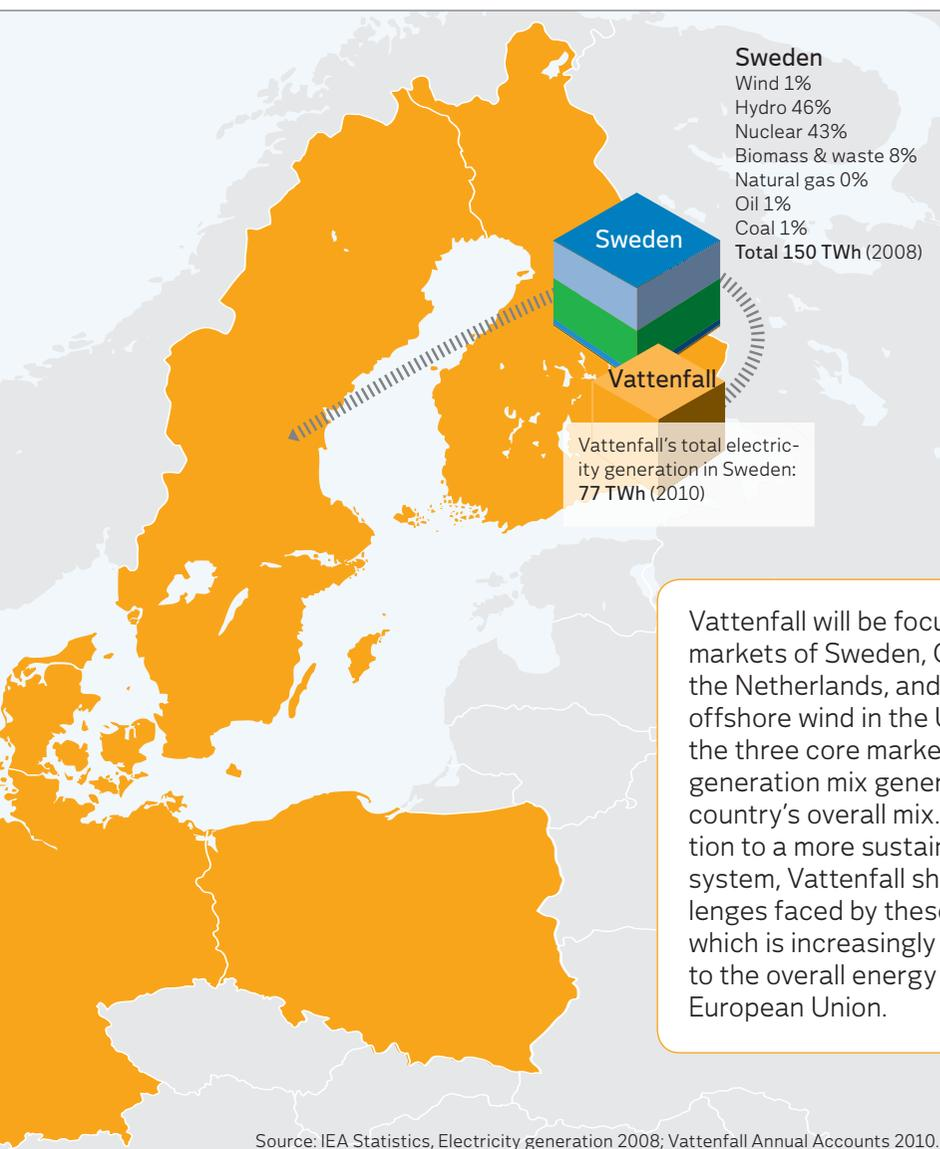 Sweden
Wind 1%
Hydro 46%
Nuclear 43%
Biomass & waste 8%
Natural gas 0%
Oil 1%
Coal 1%
Total 150 TWh (2008)
Sweden
Vattenfall
Vattenfall's total electric-
ity generation in Sweden:
77 TWh (2010)
Vattenfall will be focu
markets of Sweden, G
the Netherlands, and
offshore wind in the U
the three core marke
generation mix gener
country's overall mix.
tion to a more sustain
system, Vattenfall sh
lenges faced by these
which is increasingly
to the overall energy
European Union.
Source: IEA Statistics, Electricity generation 2008; Vattenfall Annual Accounts 2010.